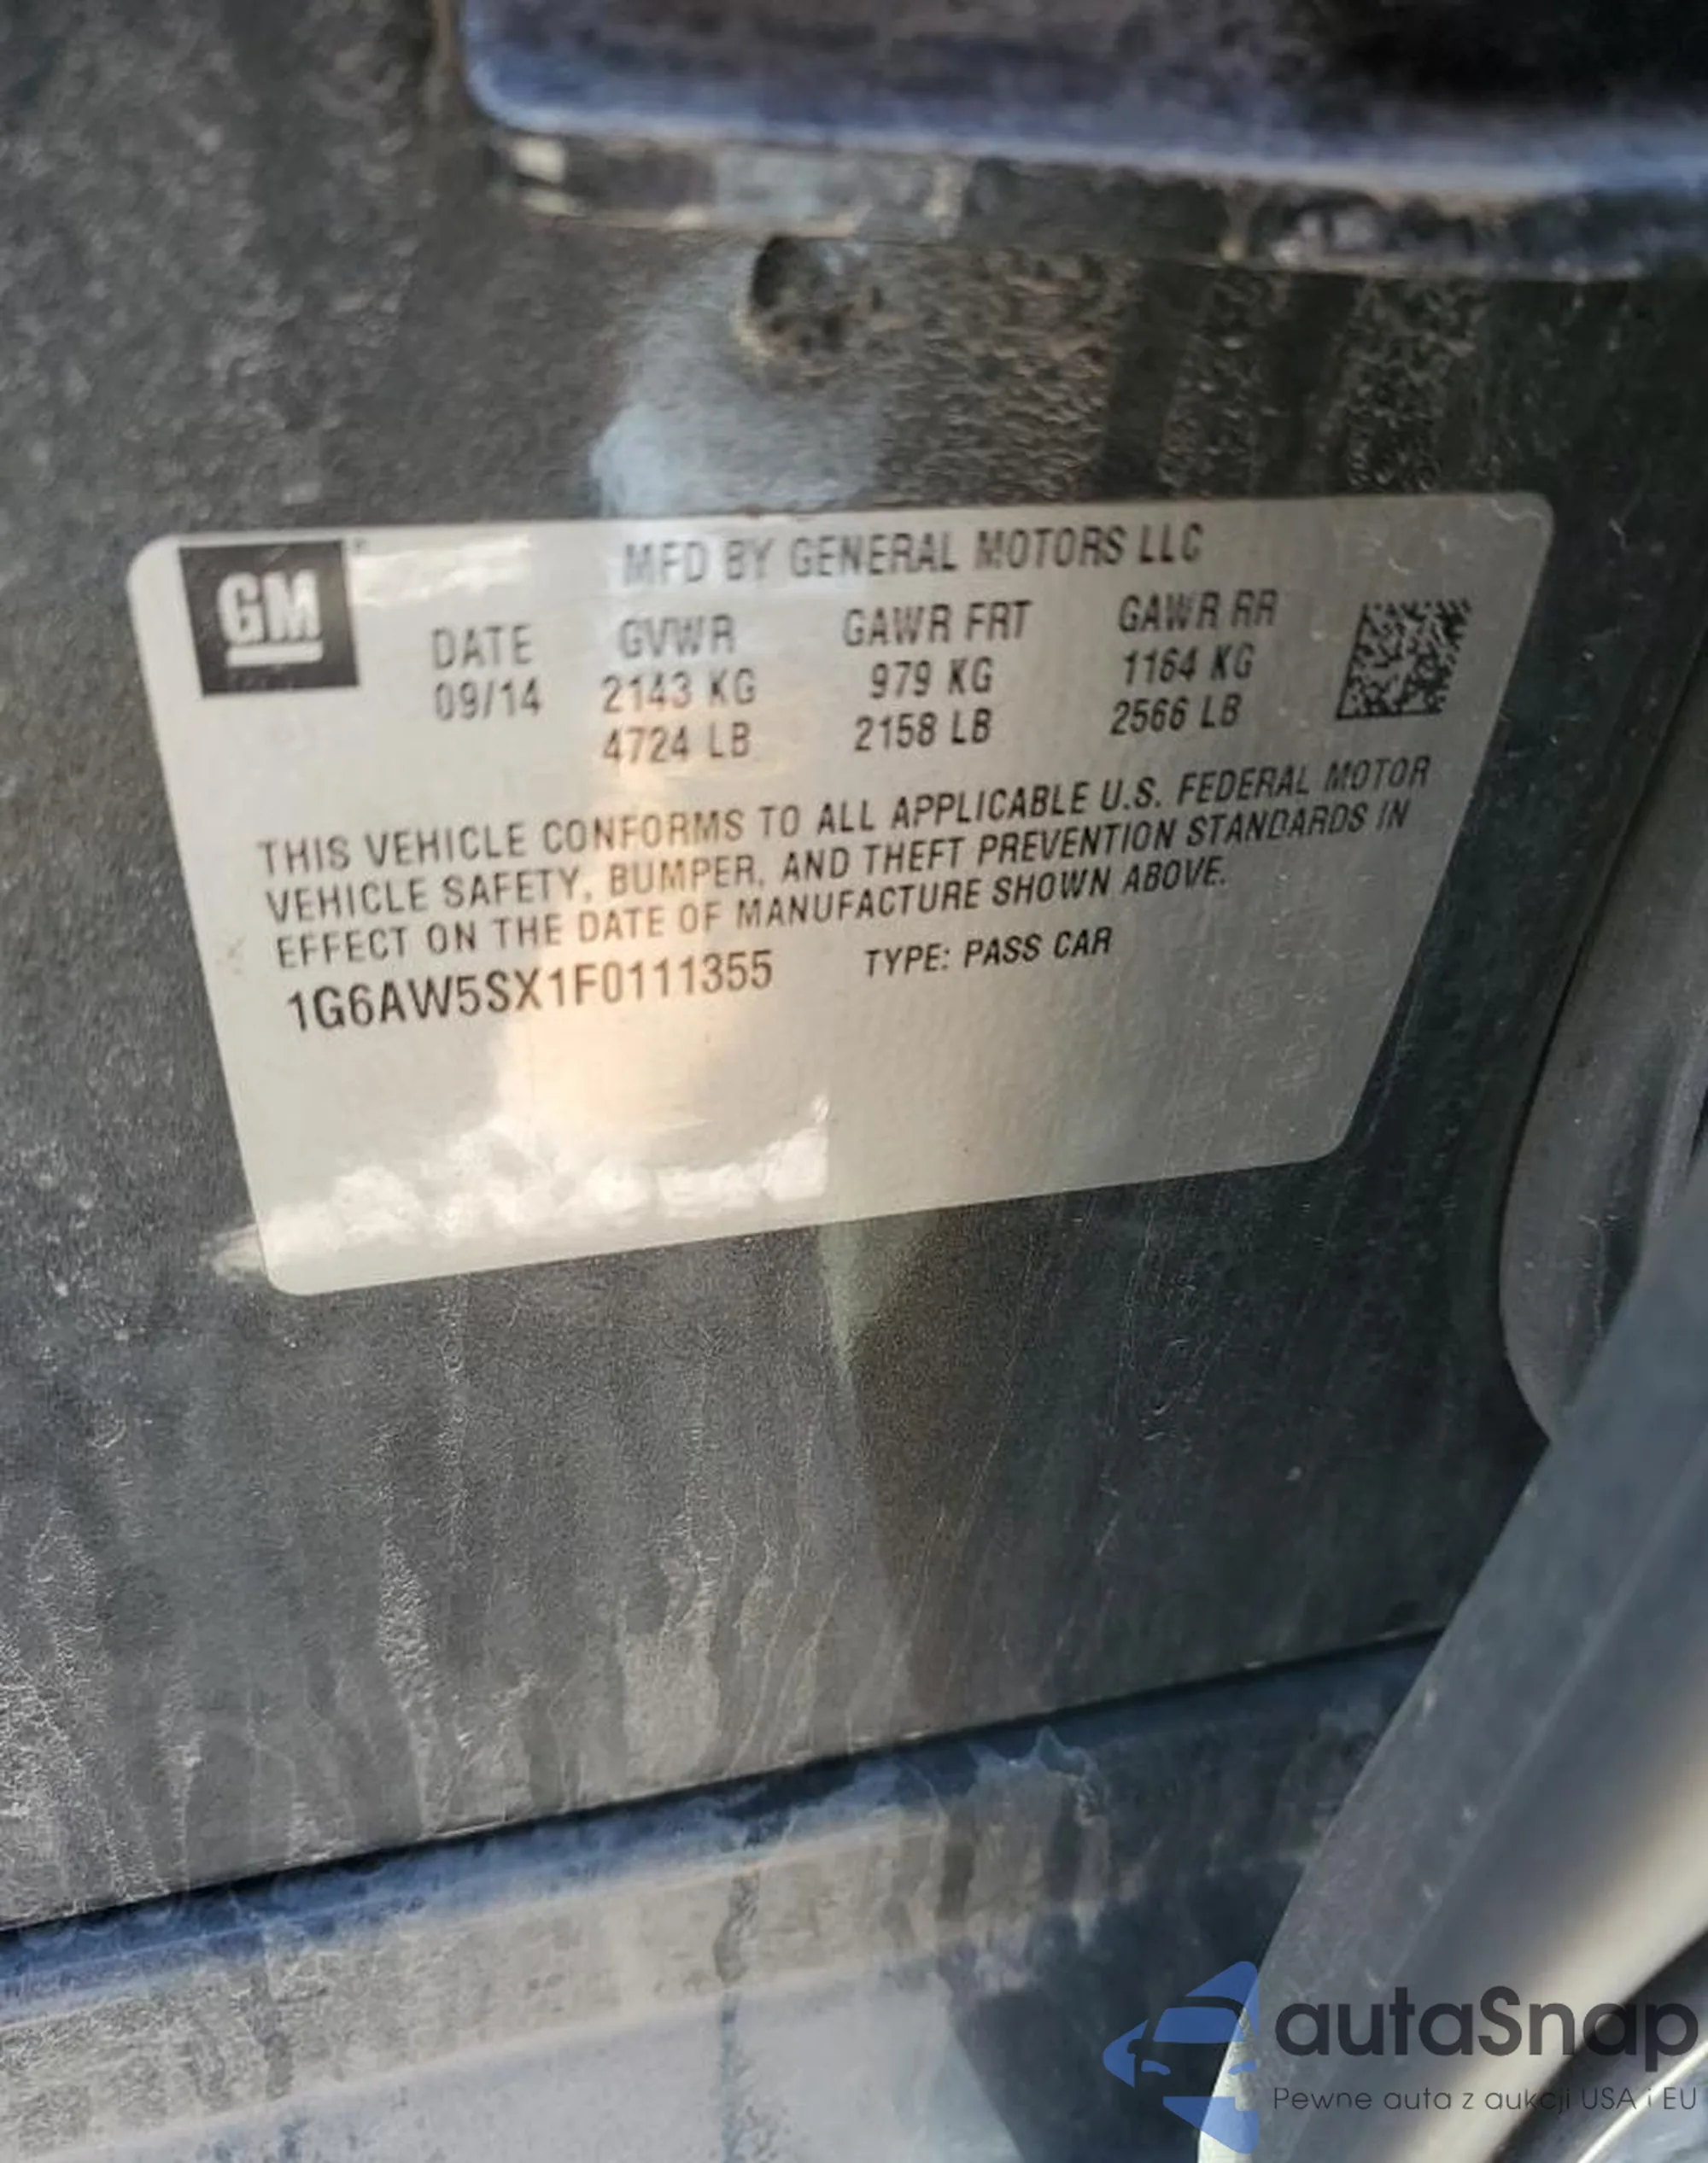 GM
MFD BY GENERAL MOTORS LLC
DATE GVWR GAWR FRT GAWR RR
09/14 2143 KG 979 KG 1164 KG
4724 LB 2158 LB 2566 LB
THIS VEHICLE CONFORMS TO ALL APPLICABLE U.S. FEDERAL MOTOR
VEHICLE SAFETY, BUMPER, AND THEFT PREVENTION STANDARDS IN
EFFECT ON THE DATE OF MANUFACTURE SHOWN ABOVE.
1G6AW5SX1F0111355 TYPE: PASS CAR
autaSnap
Pewne auta z aukcji USA i EU